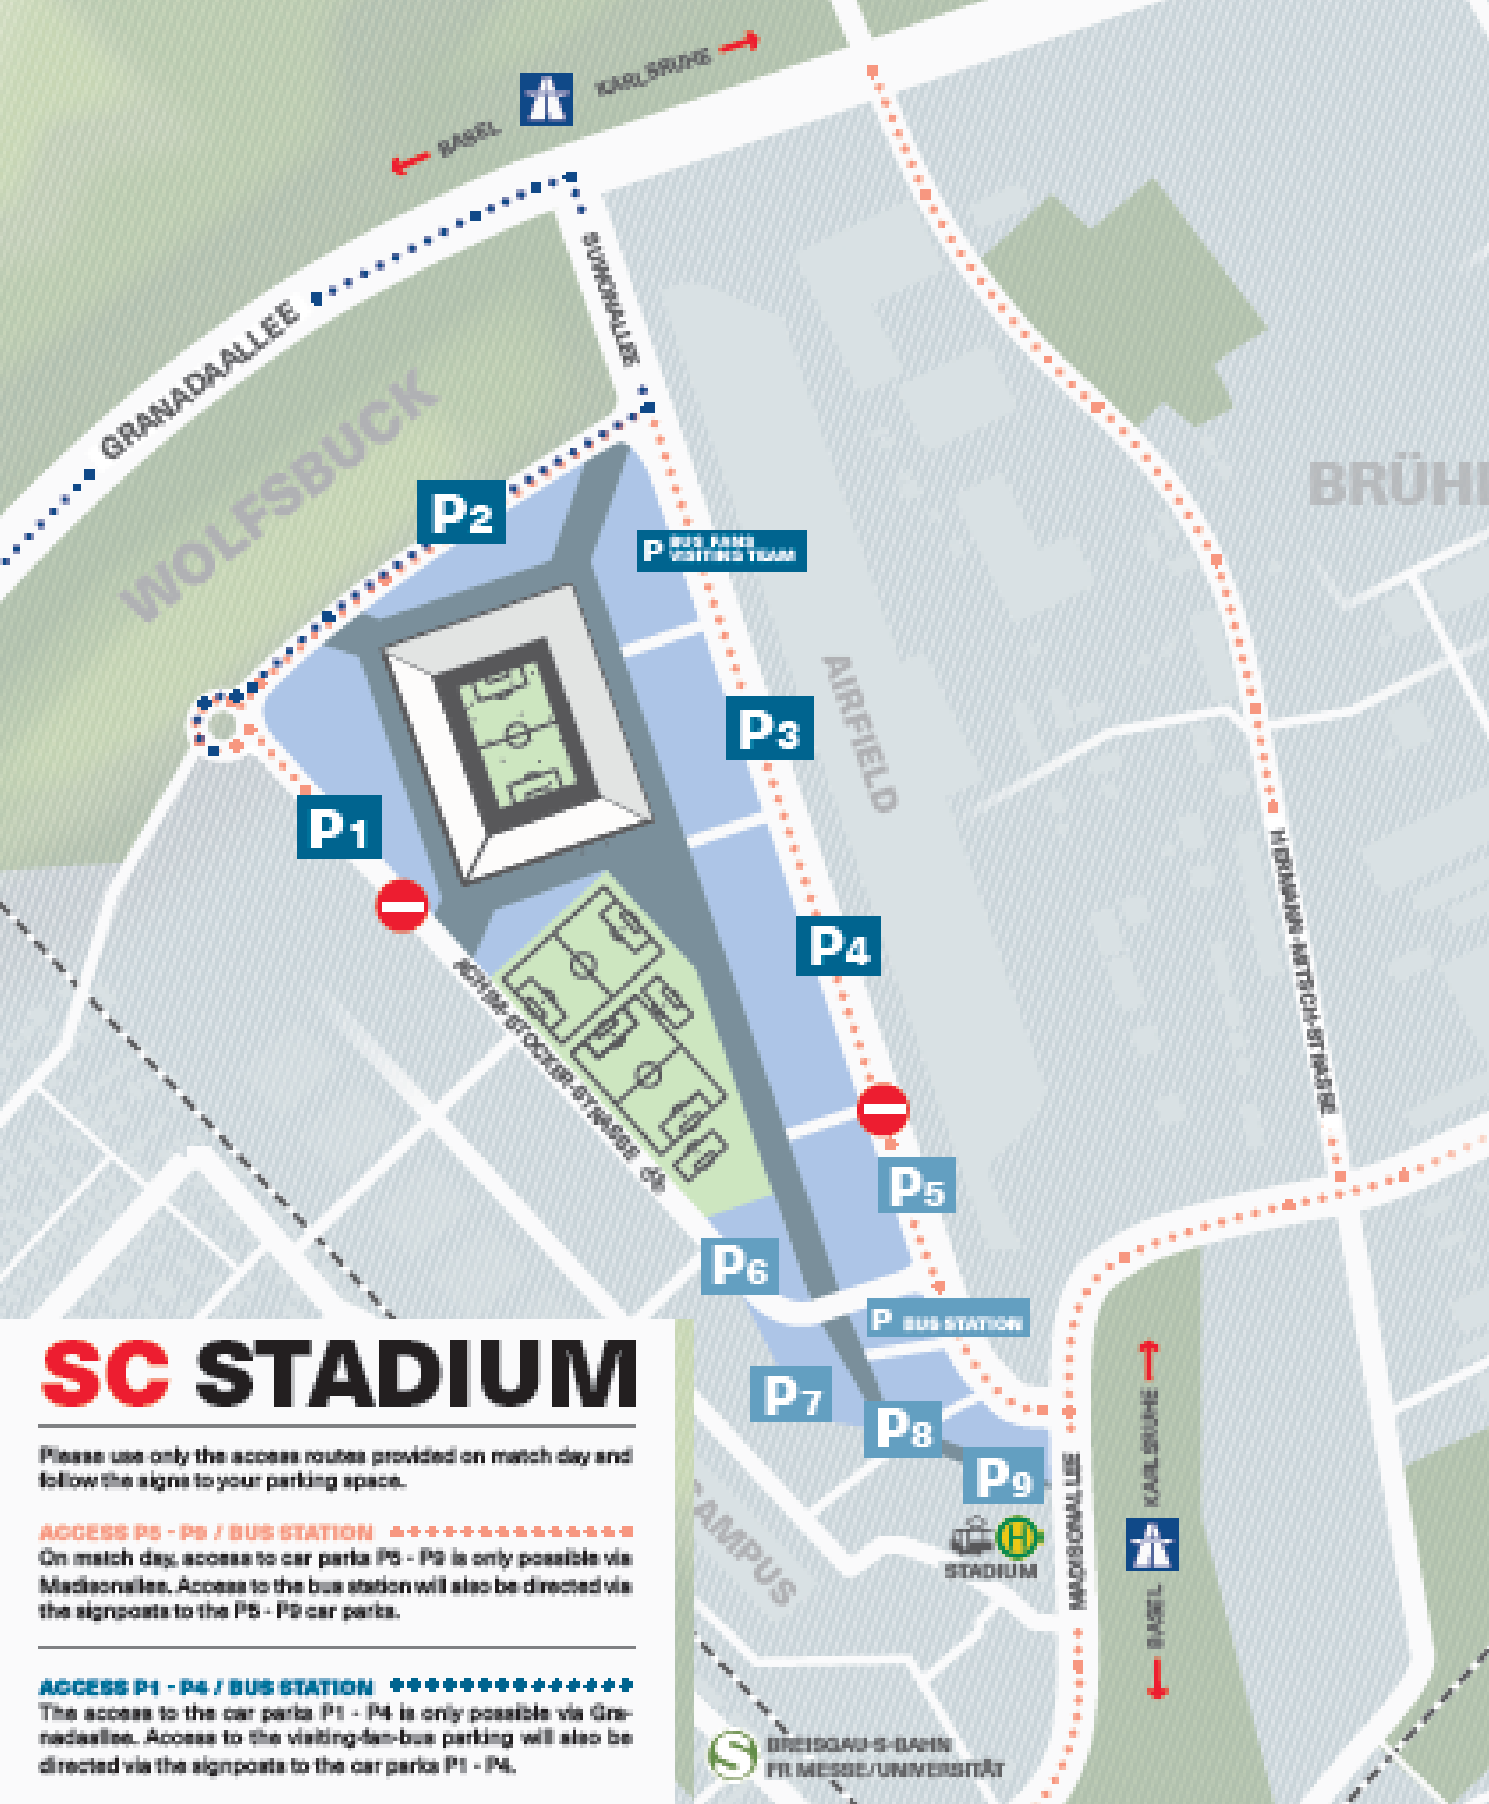 KARLSRUHE
BASEL
SUWONALLEE
GRANADAALLEE
WOLFSBUCK
BRÜHL
P2
P BUS FANS
VISITING TEAM
AIRFIELD
P3
P1
HERMANN-MITSCH-STRASSE
P4
ACHIM-STOCKER-STRASSE
P5
P6
P BUS STATION
P7
P8
P9
KARLSRUHE
MADISONALLEE
BASEL
CAMPUS
H
STADIUM
S BREISGAU-S-BAHN
FR MESSE/UNIVERSITÄT
SC STADIUM
Please use only the access routes provided on match day and
follow the signs to your parking space.
ACCESS P5 - P9 / BUS STATION
On match day, access to car parks P5 - P9 is only possible via
Madisonallee. Access to the bus station will also be directed via
the signposts to the P5 - P9 car parks.
ACCESS P1 - P4 / BUS STATION
The access to the car parks P1 - P4 is only possible via Gra-
nadaallee. Access to the visiting-fan-bus parking will also be
directed via the signposts to the car parks P1 - P4.